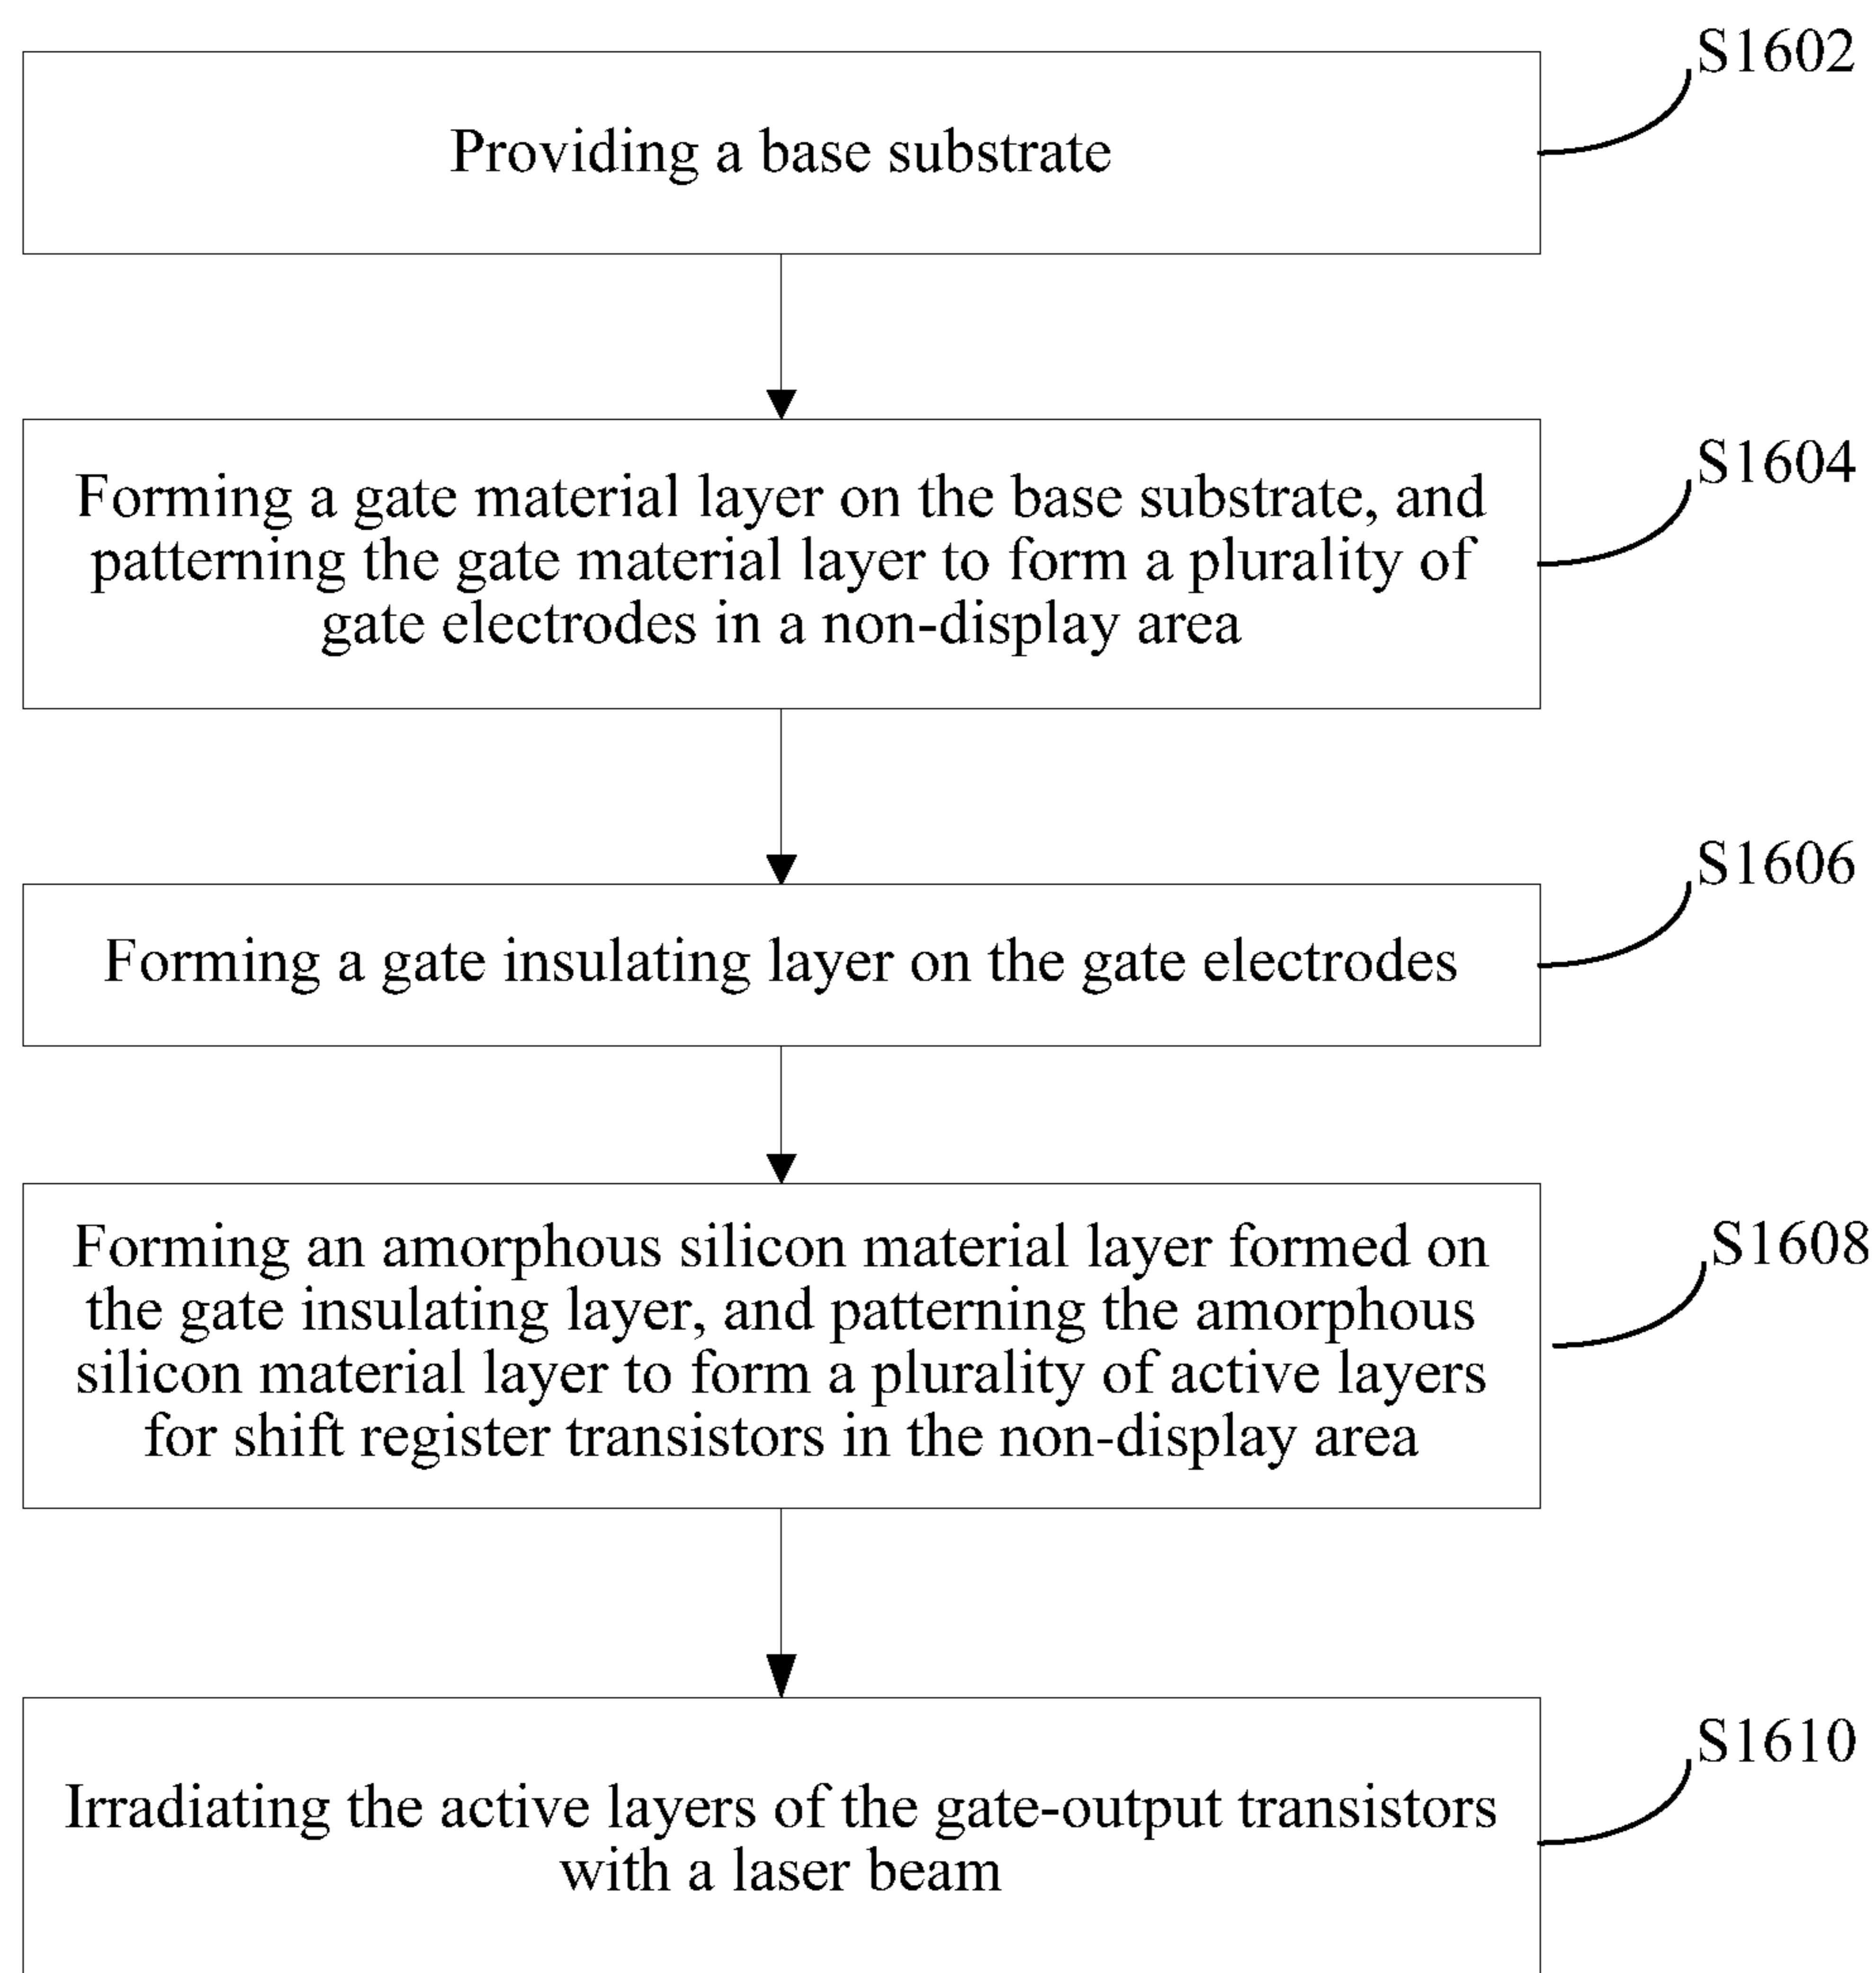 S1602
Providing a base substrate
S1604
Forming a gate material layer on the base substrate, and
patterning the gate material layer to form a plurality of
gate electrodes in a non-display area
S1606
Forming a gate insulating layer on the gate electrodes
S1608
Forming an amorphous silicon material layer formed on
the gate insulating layer, and patterning the amorphous
silicon material layer to form a plurality of active layers
for shift register transistors in the non-display area
S1610
Irradiating the active layers of the gate-output transistors
with a laser beam